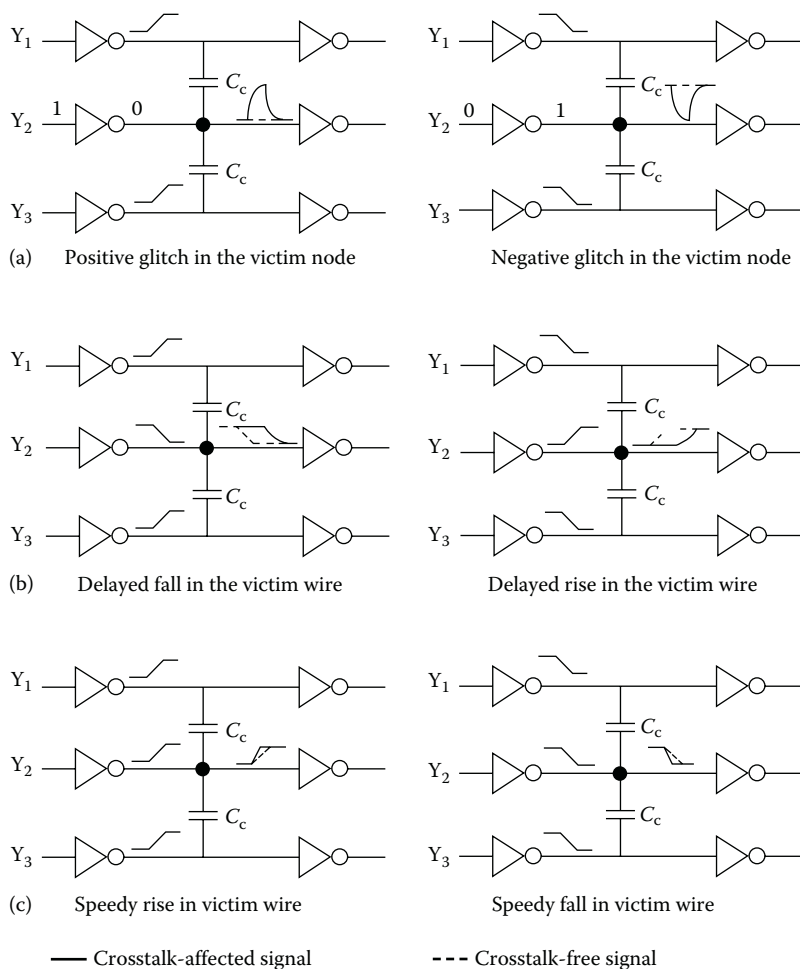 Y1
Cc
Y2
1
0
Cc
Y3
(a) Positive glitch in the victim node
Y1
Cc
0
Y2
1
Cc
Y3
Negative glitch in the victim node
Y1
Cc
Y2
Cc
Y3
(b) Delayed fall in the victim wire
Y1
Cc
Y2
Cc
Y3
Delayed rise in the victim wire
Y1
Cc
Y2
Cc
Y3
(c) Speedy rise in victim wire
Y1
Cc
Y2
Cc
Y3
Speedy fall in victim wire
Crosstalk-affected signal
Crosstalk-free signal